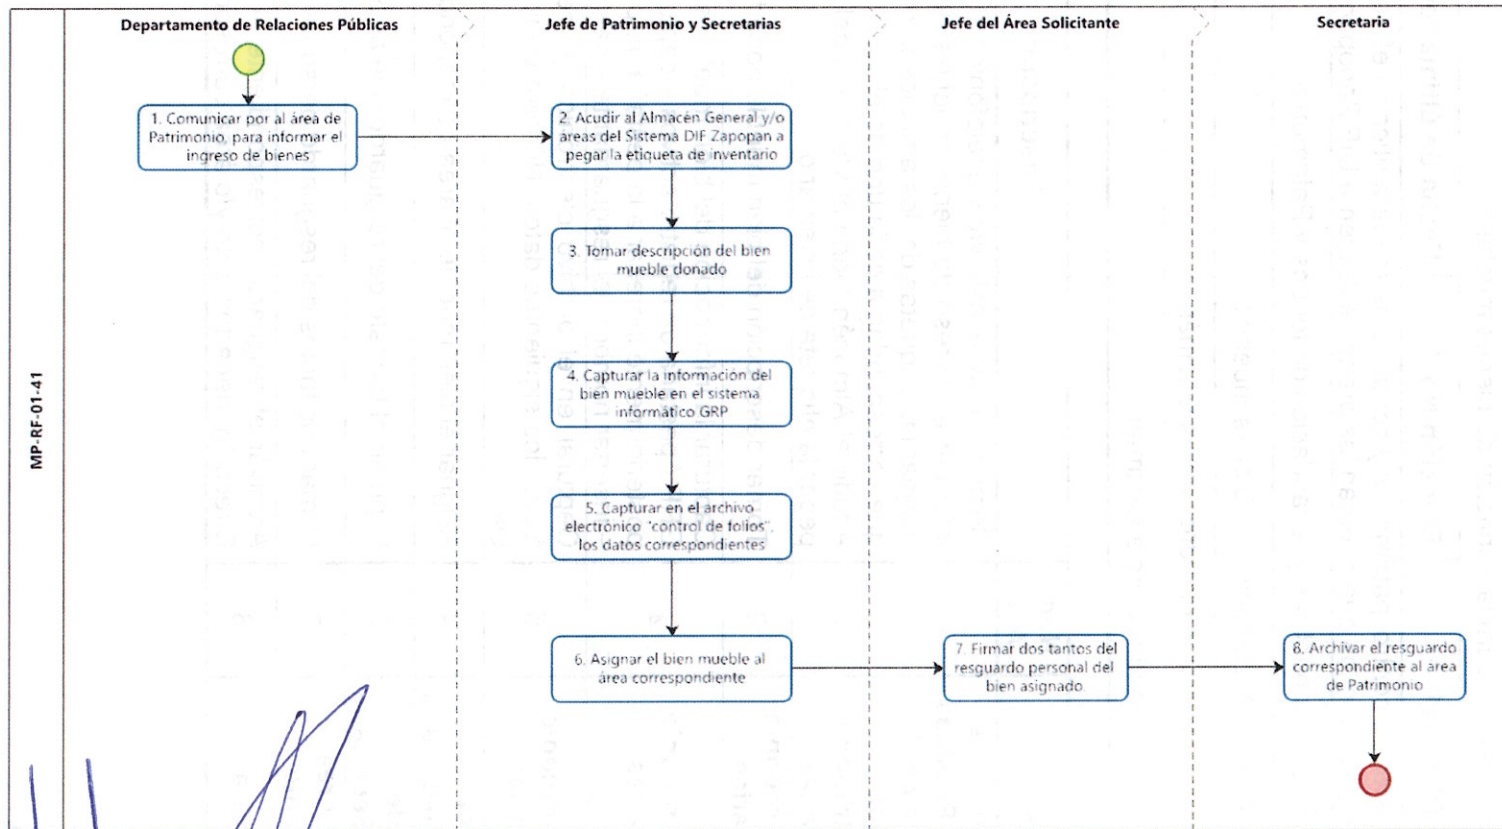 Departamento de Relaciones Públicas
Jefe de Patrimonio y Secretarias
Jefe del Área Solicitante
Secretaria
MP-RF-01-41
1. Comunicar por al área de
Patrimonio, para informar el
ingreso de bienes
2. Acudir al Almacén General y/o
áreas del Sistema DIF Zapopan a
pegar la etiqueta de inventario
3. Tomar descripción del bien
mueble donado
4. Capturar la información del
bien mueble en el sistema
informático GRP
5. Capturar en el archivo
electrónico "control de folios",
los datos correspondientes
6. Asignar el bien mueble al
área correspondiente
7. Firmar dos tantos del
resguardo personal del
bien asignado
8. Archivar el resguardo
correspondiente al area
de Patrimonio